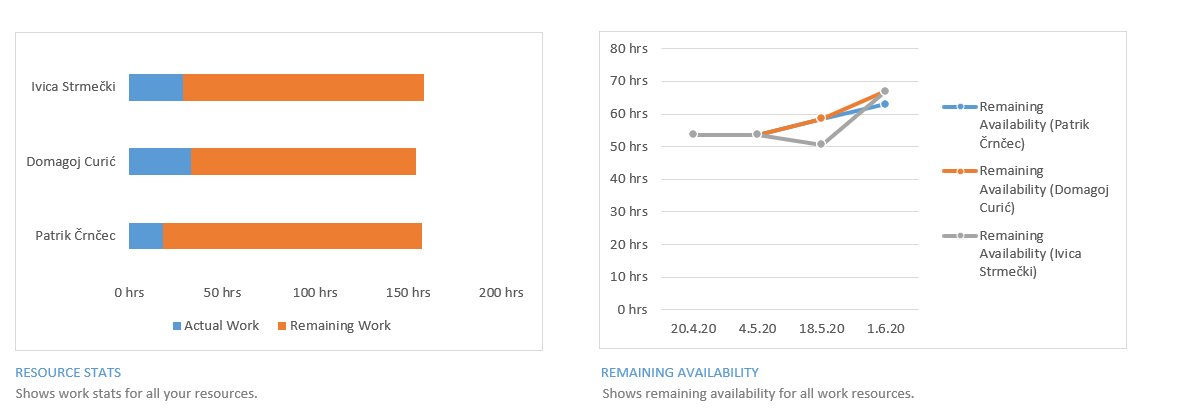 Ivica Strmečki
Domagoj Curić
Patrik Črnčec
0 hrs 50 hrs 100 hrs 150 hrs 200 hrs
Actual Work Remaining Work
RESOURCE STATS
Shows work stats for all your resources.
80 hrs
70 hrs
60 hrs
50 hrs
40 hrs
30 hrs
20 hrs
10 hrs
0 hrs
20.4.20 4.5.20 18.5.20 1.6.20
Remaining
Availability (Patrik
Črnčec)
Remaining
Availability (Domagoj
Curić)
Remaining
Availability (Ivica
Strmečki)
REMAINING AVAILABILITY
Shows remaining availability for all work resources.